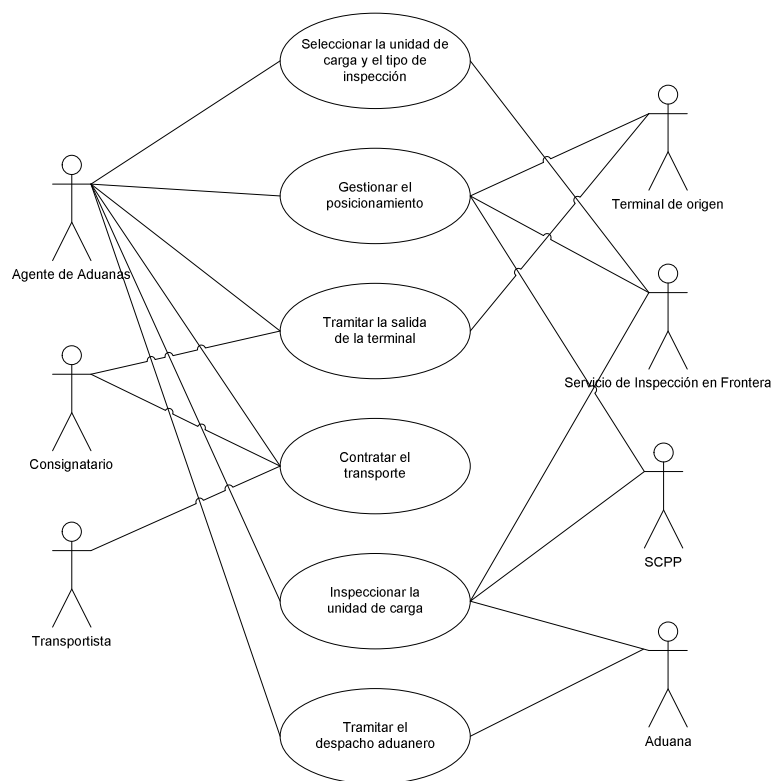 Seleccionar la unidad de
carga y el tipo de
inspección
Terminal de origen
Gestionar el
posicionamiento
Agente de Aduanas
Tramitar la salida
de la terminal
Servicio de Inspección en Frontera
Consignatario
Contratar el
transporte
SCPP
Inspeccionar la
unidad de carga
Transportista
Tramitar el
despacho aduanero
Aduana